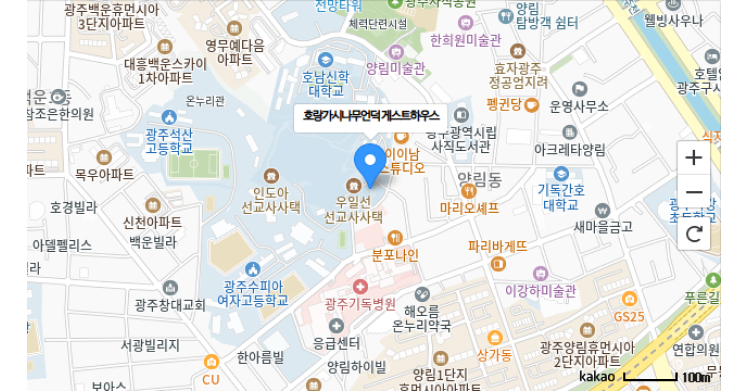 광주백운휴먼시아
3단지아파트
전망타워
체력단련시설
광주사직공원
양림
탐방객 쉼터
웰빙사우나
영무예다음
아파트
한희원미술관
대흥백운스카이
1차아파트
호남신학
대학교
양림미술관
효자광주
정공엄지려
펭귄당
운영사무소
온누리관
참조은한의원
호랑가시나무언덕 게스트하우스
광주석산
고등학교
이이남
스튜디오
광주광역시립
사직도서관
아크레타양림
목우아파트
인도아
선교사사택
우일선
선교사사택
양림동
기독간호
대학교
마리오셰프
호경빌라
신천아파트
새마을금고
백운빌라
아델펠리스
분포나인
파리바게뜨
빌라
광주수피아
여자고등학교
이강하미술관
푸른길
광주창대교회
광주기독병원
해오름
온누리약국
GS25
서광빌리지
응급센터
상가동
광주양림휴먼시아
2단지아파트
연합의원
한아름빌
CU
양림하이빌
양림1단지
휴먼시아아파트
보아스
kakao
100m